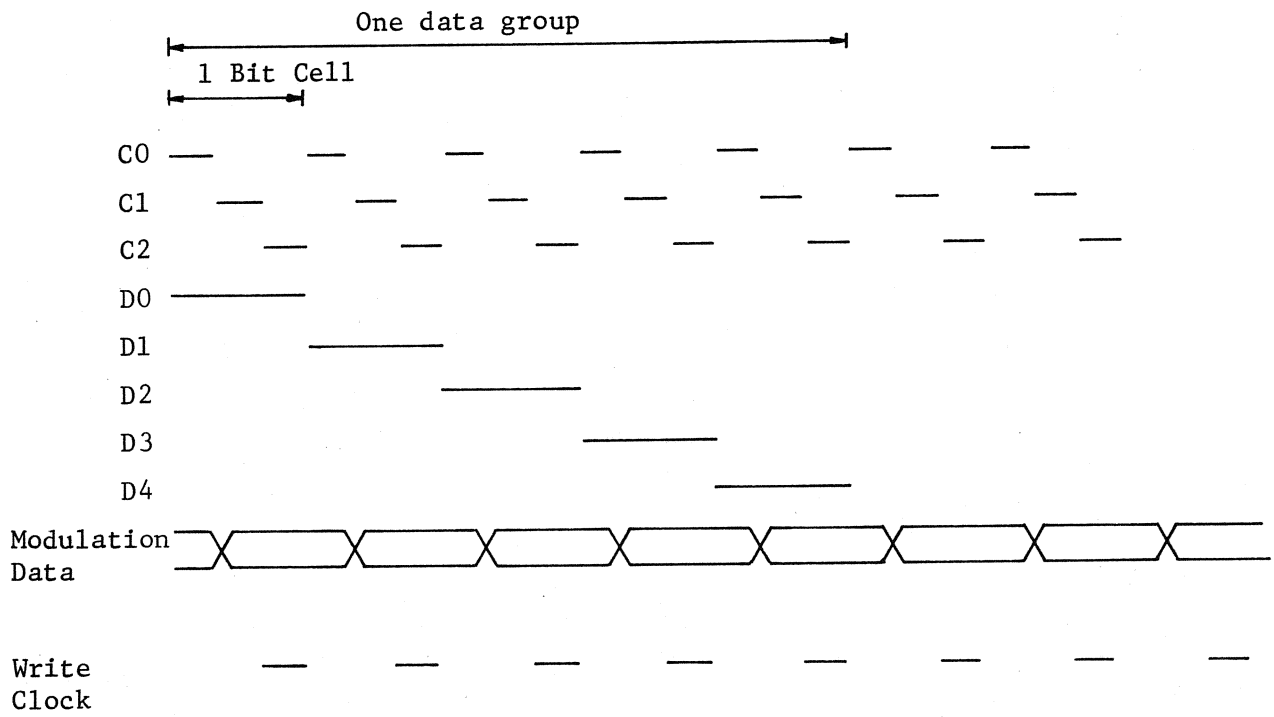 One data group
1 Bit Cell
C0
C1
C2
D0
D1
D2
D3
D4
Modulation
Data
Write
Clock